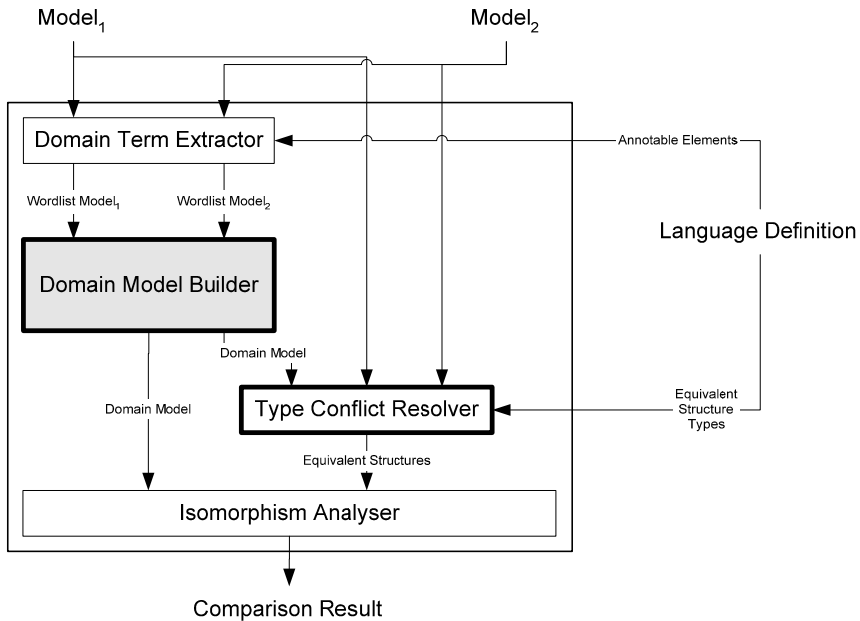 Model1
Model2
Domain Term Extractor
Annotable Elements
Wordlist Model1
Wordlist Model2
Language Definition
Domain Model Builder
Domain Model
Domain Model
Type Conflict Resolver
Equivalent
Structure
Types
Equivalent Structures
Isomorphism Analyser
Comparison Result